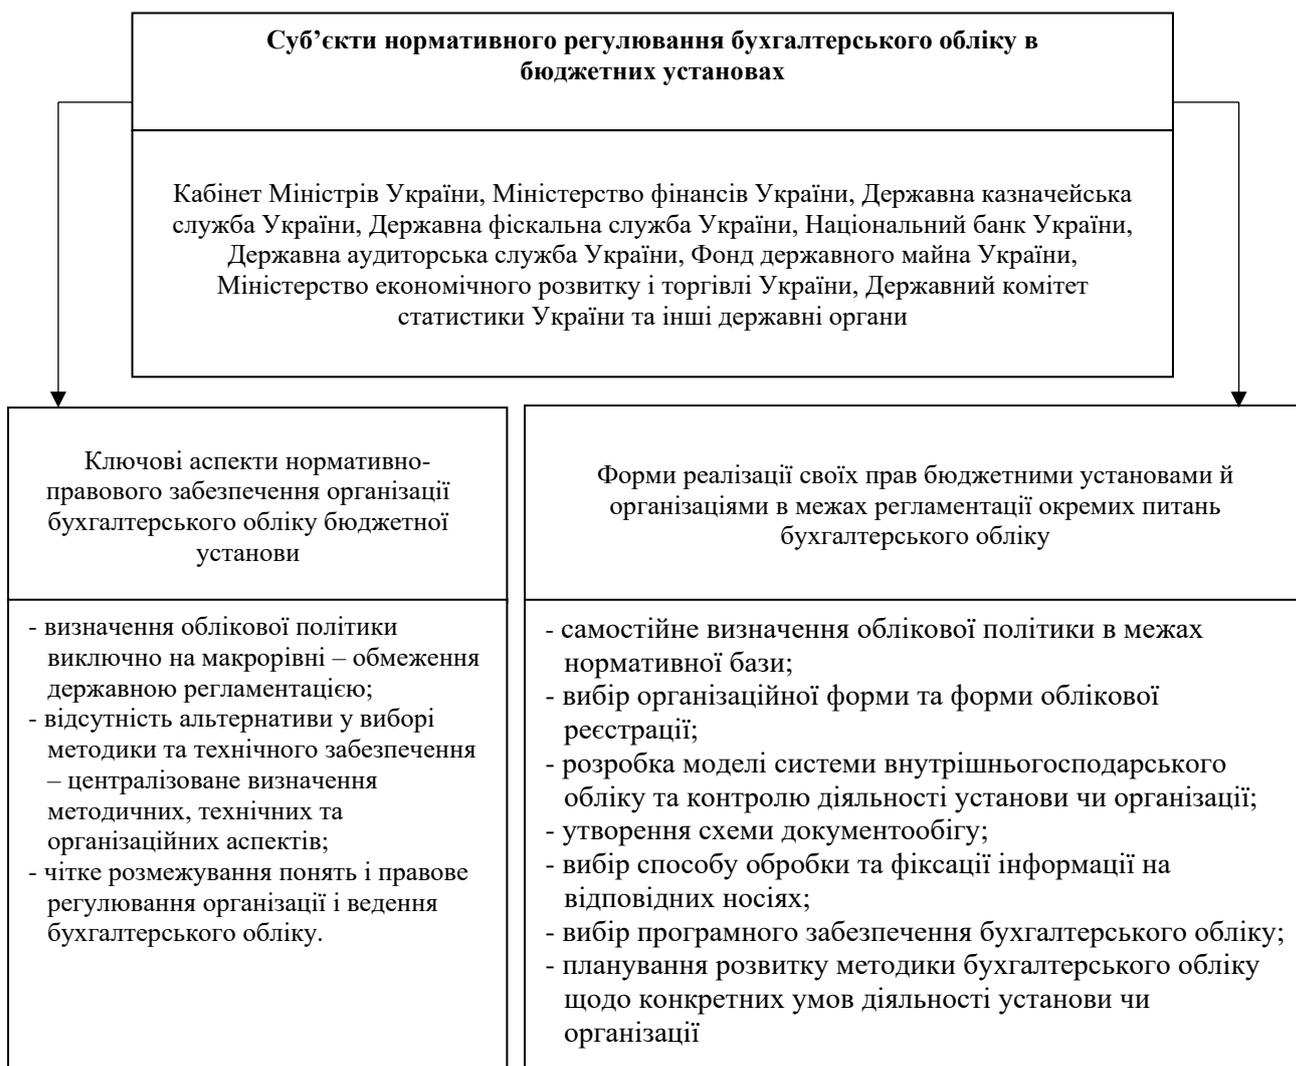 Суб’єкти нормативного регулювання бухгалтерського обліку в
бюджетних установах
Кабінет Міністрів України, Міністерство фінансів України, Державна казначейська
служба України, Державна фіскальна служба України, Національний банк України,
Державна аудиторська служба України, Фонд державного майна України,
Міністерство економічного розвитку і торгівлі України, Державний комітет
статистики України та інші державні органи
Ключові аспекти нормативно-
правового забезпечення організації
бухгалтерського обліку бюджетної
установи
- визначення облікової політики
виключно на макрорівні – обмеження
державною регламентацією;
- відсутність альтернативи у виборі
методики та технічного забезпечення
– централізоване визначення
методичних, технічних та
організаційних аспектів;
- чітке розмежування понять і правове
регулювання організації і ведення
бухгалтерського обліку.
Форми реалізації своїх прав бюджетними установами й
організаціями в межах регламентації окремих питань
бухгалтерського обліку
- самостійне визначення облікової політики в межах
нормативної бази;
- вибір організаційної форми та форми облікової
реєстрації;
- розробка моделі системи внутрішньогосподарського
обліку та контролю діяльності установи чи організації;
- утворення схеми документообігу;
- вибір способу обробки та фіксації інформації на
відповідних носіях;
- вибір програмного забезпечення бухгалтерського обліку;
- планування розвитку методики бухгалтерського обліку
щодо конкретних умов діяльності установи чи
організації